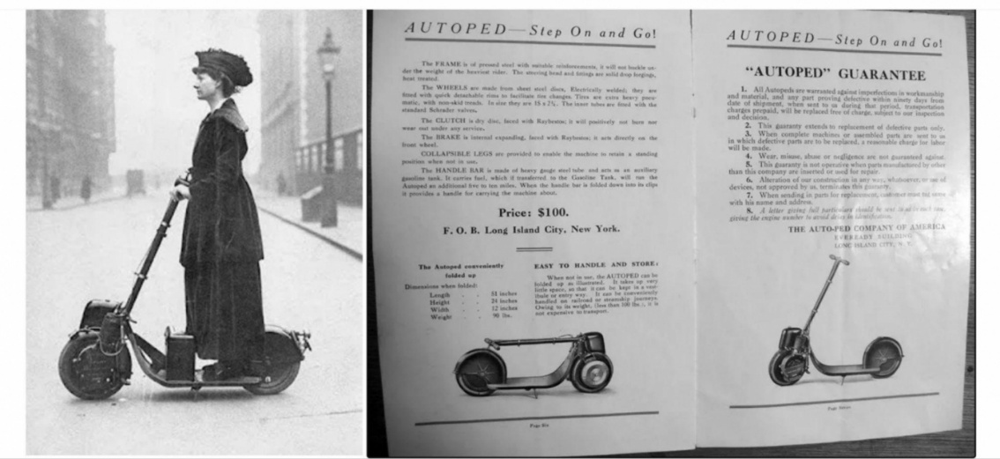 AUTOPED—Step On and Go!
The FRAME is of pressed steel with suitable reinforcements, it will not buckle un-
der the weight of the heaviest rider. The steering head and fittings are solid drop forgings,
heat treated.
The WHEELS are made from sheet steel discs, Electrically welded; they are
fitted with quick detachable rims to facilitate tire changes. Tires are extra heavy pneu-
matic, with non-skid treads. In size they are 15 x 2¼. The inner tubes are fitted with the
standard Schrader valves.
The CLUTCH is dry disc, faced with Raybestos; it will positively not burn nor
wear out under any service.
The BRAKE is internal expanding, faced with Raybestos; it acts directly on the
front wheel.
COLLAPSIBLE LEGS are provided to enable the machine to retain a standing
position when not in use.
The HANDLE BAR is made of heavy gauge steel tube and acts as an auxiliary
gasoline tank. It carries fuel, which if transferred to the Gasoline Tank, will run the
Autoped an additional five to ten miles. When the handle bar is folded down into its clips
it provides a handle for carrying the machine about.
Price: $100.
F. O. B. Long Island City, New York.
The Autoped conveniently
folded up
Dimensions when folded:
Length . . 51 inches
Height . . 24 inches
Width . . 12 inches
Weight . . 90 lbs.
EASY TO HANDLE AND STORE:
When not in use, the AUTOPED can be
folded up as illustrated. It takes up very
little space, so that it can be kept in a vest-
ibule or entry way. It can be conveniently
handled on railroad or steamship journeys.
Owing to its weight, (less than 100 lbs.), it is
not expensive to transport.
Page Six
AUTOPED—Step On and Go!
"AUTOPED" GUARANTEE
1. All Autopeds are warranted against imperfections in workmanship
and material, and any part proving defective within ninety days from
date of shipment, when sent to us during that period, transportation
charges prepaid, will be replaced free of charge, subject to our inspection
and decision.
2. This guaranty extends to replacement of defective parts only.
3. When complete machines or assembled parts are sent to us
in which defective parts are to be replaced, a reasonable charge for labor
will be made.
4. Wear, misuse, abuse or negligence are not guaranteed against.
5. This guaranty is not operative when parts manufactured by other
than this company are inserted or used for repair.
6. Alteration of our construction in any way, whatsoever, or use of
devices, not approved by us, terminates this guaranty.
7. When sending in parts for replacement, customer must tag same
with his name and address.
8. A letter giving full particulars should be sent in
giving the engine number to avoid delay in identification.
THE AUTO-PED COMPANY OF AMERICA
EVEREADY BUILDING
LONG ISLAND CITY, N. Y.
Page Seven